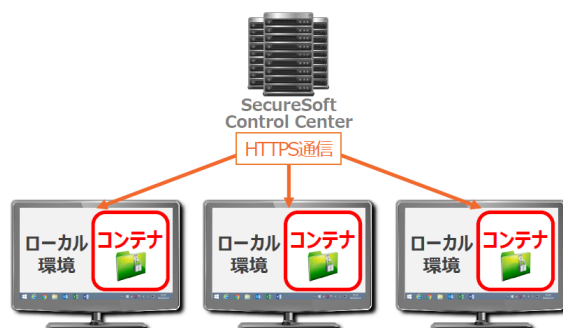 SecureSoft
Control Center
HTTPS通信
ローカル
環境
コンテナ
ローカル
環境
コンテナ
ローカル
環境
コンテナ